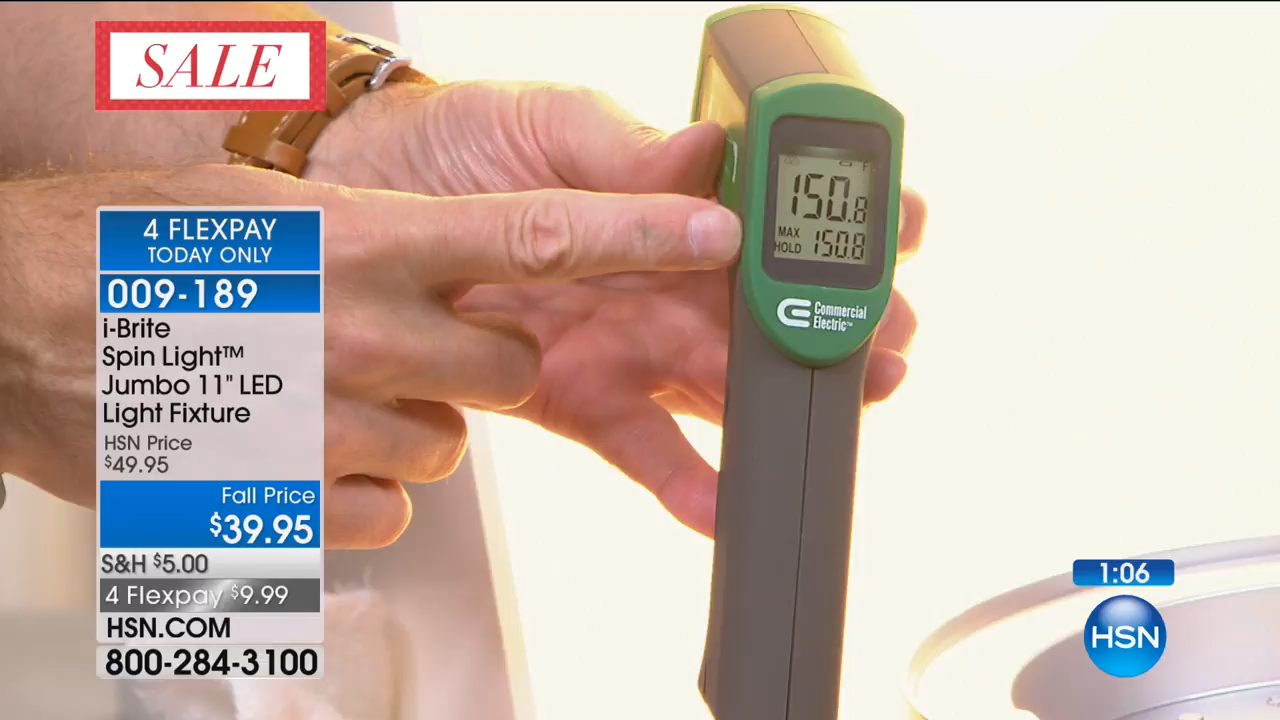 SALE
4 FLEXPAY
TODAY ONLY
009-189
i-Brite
Spin Light™
Jumbo 11" LED
Light Fixture
HSN Price
$49.95
Fall Price
$39.95
S&H $5.00
4 Flexpay $9.99
HSN.COM
800-284-3100
F
150.8
MAX
HOLD 150.8
Commercial
Electric™
1:06
HSN